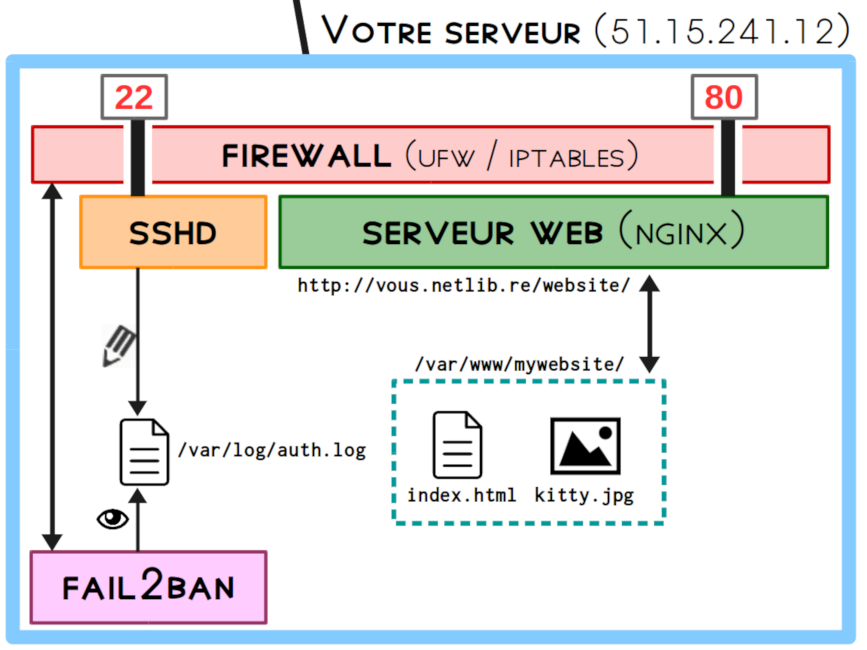 VOTRE SERVEUR (51.15.241.12)
22
80
FIREWALL (UFW / IPTABLES)
SSHD
SERVEUR WEB (NGINX)
http://vous.netlib.re/website/
/var/www/mywebsite/
/var/log/auth.log
index.html kitty.jpg
FAIL2BAN